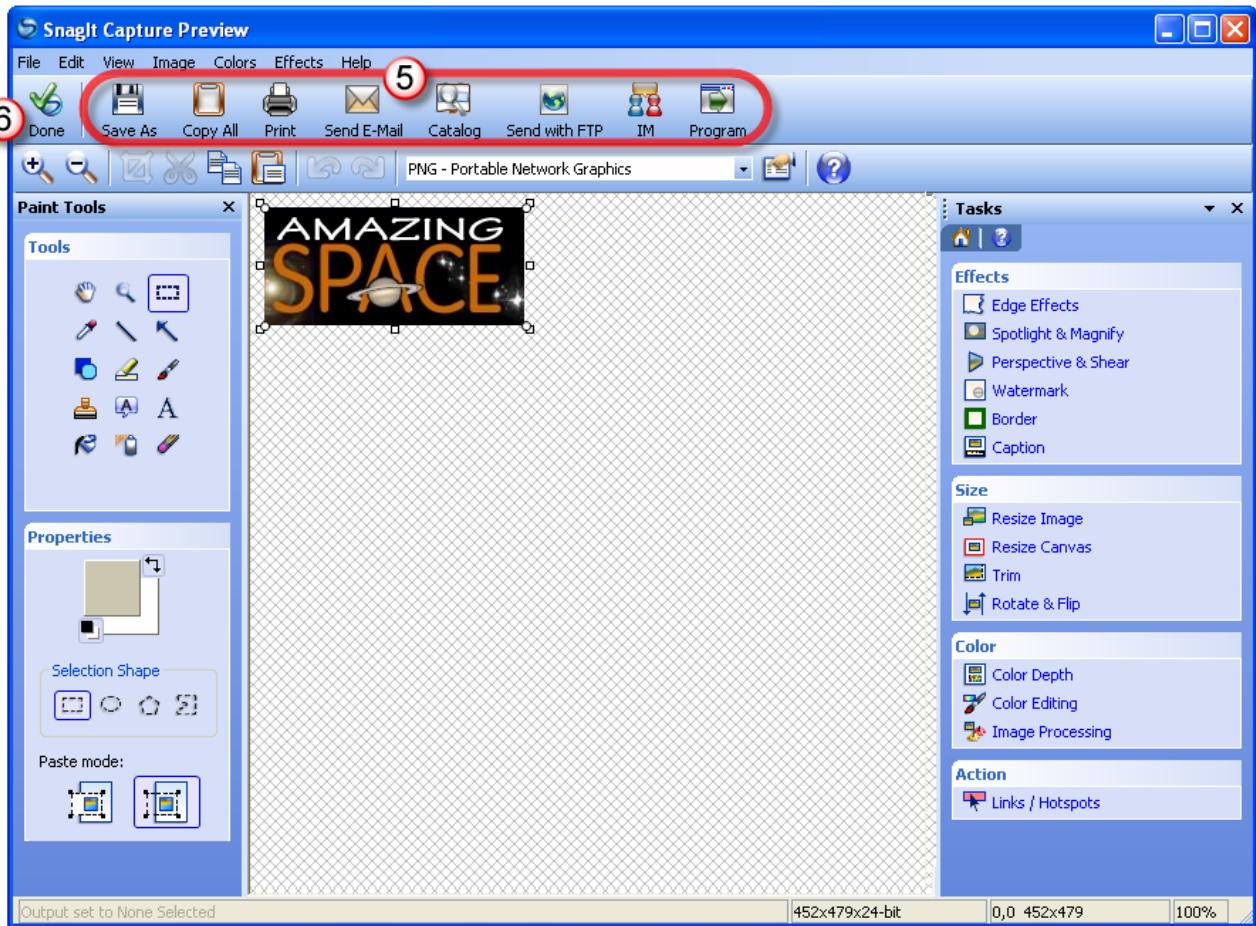 SnagIt Capture Preview
File Edit View Image Colors Effects Help
5
6
Done Save As Copy All Print Send E-Mail Catalog Send with FTP IM Program
PNG - Portable Network Graphics
Paint Tools
Tools
A
A
Properties
Selection Shape
Paste mode:
AMAZING
SPACE
Tasks
Effects
Edge Effects
Spotlight & Magnify
Perspective & Shear
Watermark
Border
Caption
Size
Resize Image
Resize Canvas
Trim
Rotate & Flip
Color
Color Depth
Color Editing
Image Processing
Action
Links / Hotspots
Output set to None Selected
452x479x24-bit
0,0 452x479
100%